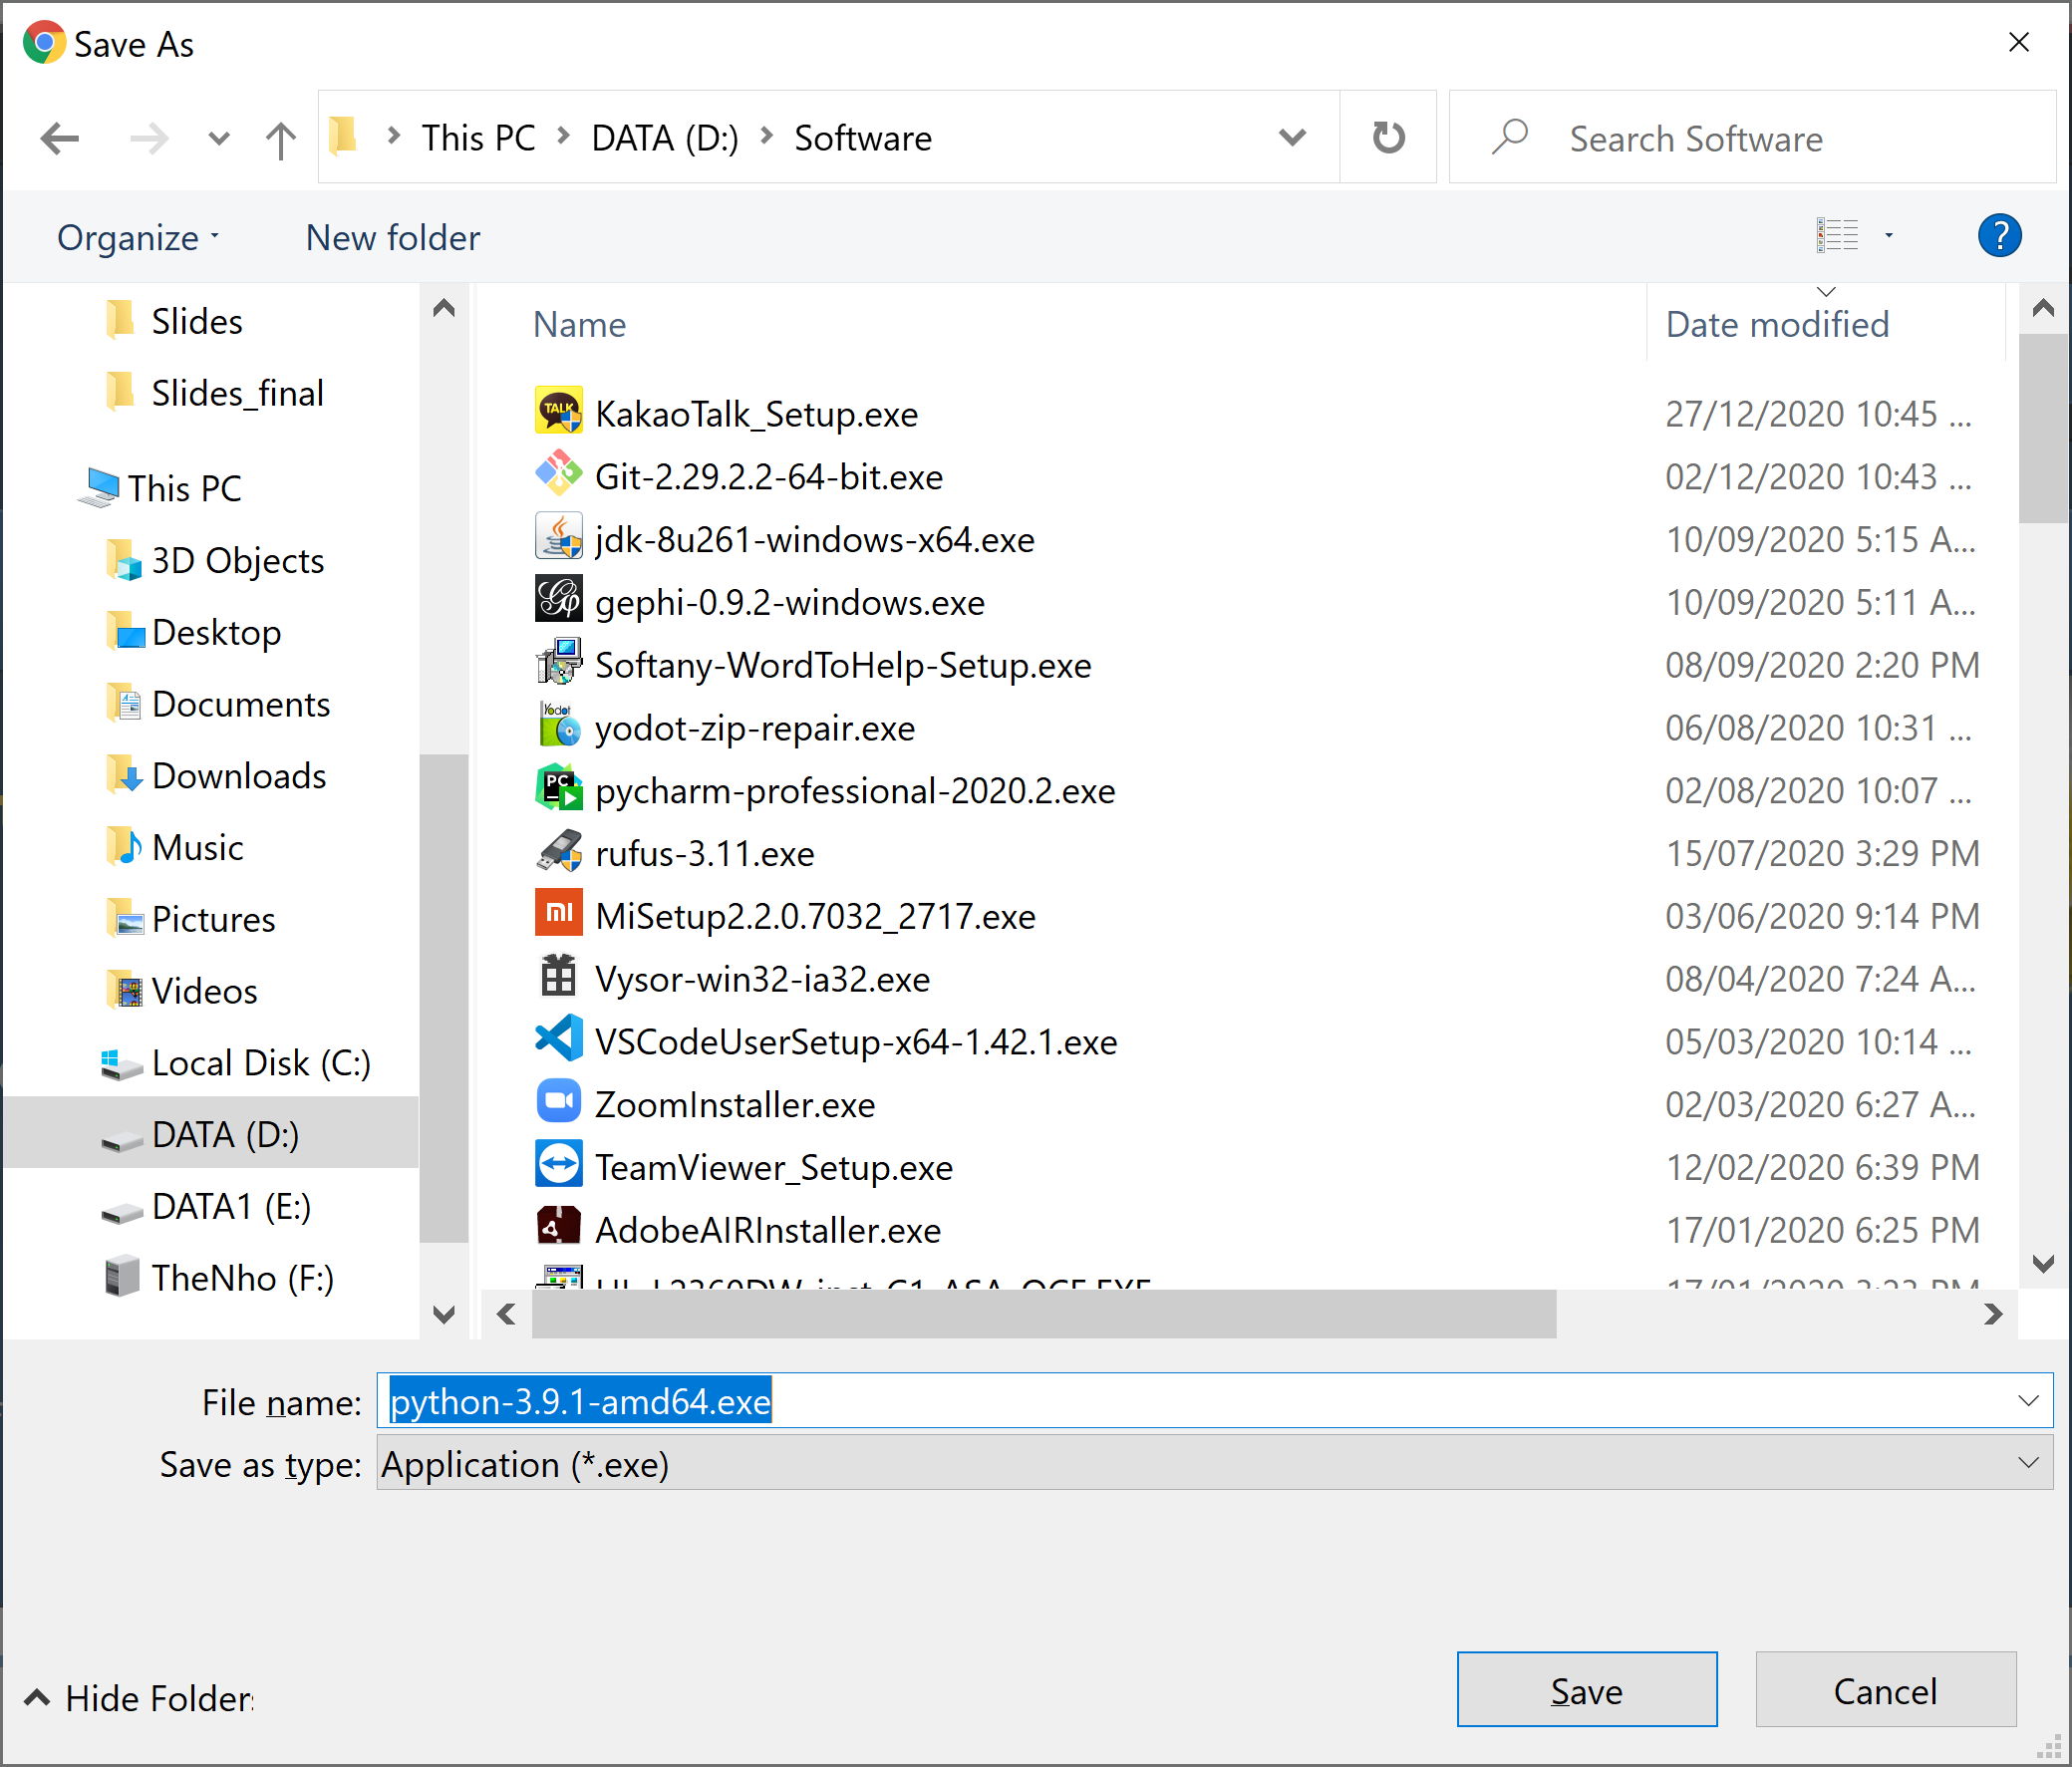 Save As
This PC DATA (D:) Software
Search Software
Organize New folder
Slides
Slides_final
This PC
3D Objects
Desktop
Documents
Downloads
Music
Pictures
Videos
Local Disk (C:)
DATA (D:)
DATA1 (E:)
TheNho (F:)
Name Date modified
KakaoTalk_Setup.exe 27/12/2020 10:45 ...
Git-2.29.2.2-64-bit.exe 02/12/2020 10:43 ...
jdk-8u261-windows-x64.exe 10/09/2020 5:15 A...
gephi-0.9.2-windows.exe 10/09/2020 5:11 A...
Softany-WordToHelp-Setup.exe 08/09/2020 2:20 PM
yodot-zip-repair.exe 06/08/2020 10:31 ...
pycharm-professional-2020.2.exe 02/08/2020 10:07 ...
rufus-3.11.exe 15/07/2020 3:29 PM
MiSetup2.2.0.7032_2717.exe 03/06/2020 9:14 PM
Vysor-win32-ia32.exe 08/04/2020 7:24 A...
VSCodeUserSetup-x64-1.42.1.exe 05/03/2020 10:14 ...
ZoomInstaller.exe 02/03/2020 6:27 A...
TeamViewer_Setup.exe 12/02/2020 6:39 PM
AdobeAIRInstaller.exe 17/01/2020 6:25 PM
File name: python-3.9.1-amd64.exe
Save as type: Application (*.exe)
Hide Folders
Save Cancel